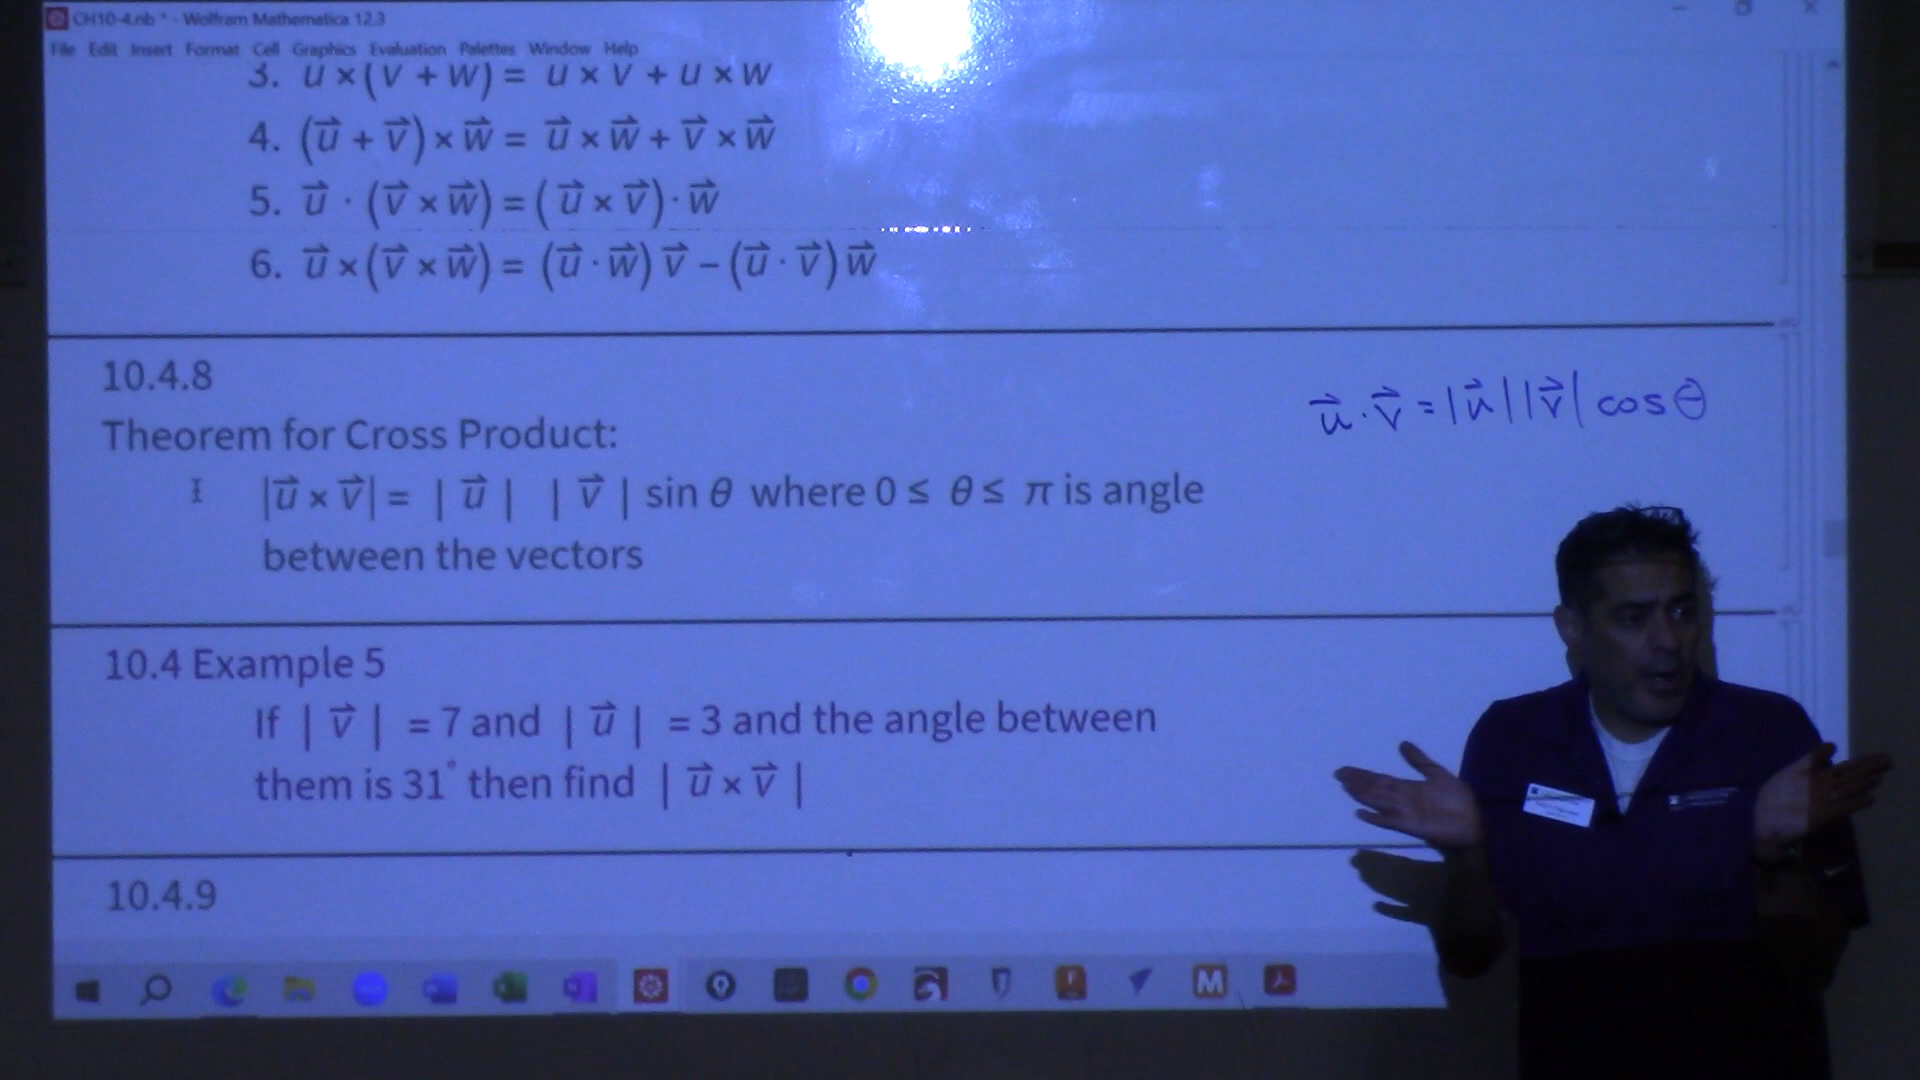 CH10-4.nb * - Wolfram Mathematica 12.3
File Edit Insert Format Cell Graphics Evaluation Palettes Window Help
3. u × (v + w) = u × v + u × w
4. (u⃗ + v⃗) × w⃗ = u⃗ × w⃗ + v⃗ × w⃗
5. u⃗ · (v⃗ × w⃗) = (u⃗ × v⃗) · w⃗
6. u⃗ × (v⃗ × w⃗) = (u⃗ · w⃗) v⃗ − (u⃗ · v⃗) w⃗
10.4.8
Theorem for Cross Product:
|u⃗ × v⃗| = | u⃗ | | v⃗ | sin θ where 0 ≤ θ ≤ π is angle
between the vectors
u⃗ · v⃗ = |u⃗| |v⃗| cos θ
10.4 Example 5
If | v⃗ | = 7 and | u⃗ | = 3 and the angle between
them is 31° then find | u⃗ × v⃗ |
10.4.9
M